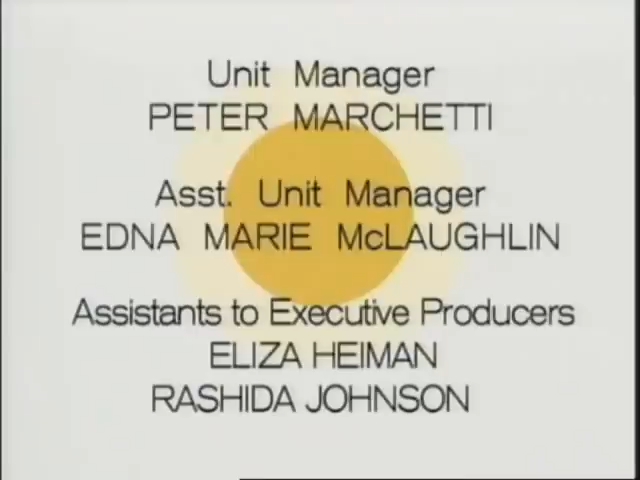 Unit Manager
PETER MARCHETTI
Asst. Unit Manager
EDNA MARIE McLAUGHLIN
Assistants to Executive Producers
ELIZA HEIMAN
RASHIDA JOHNSON